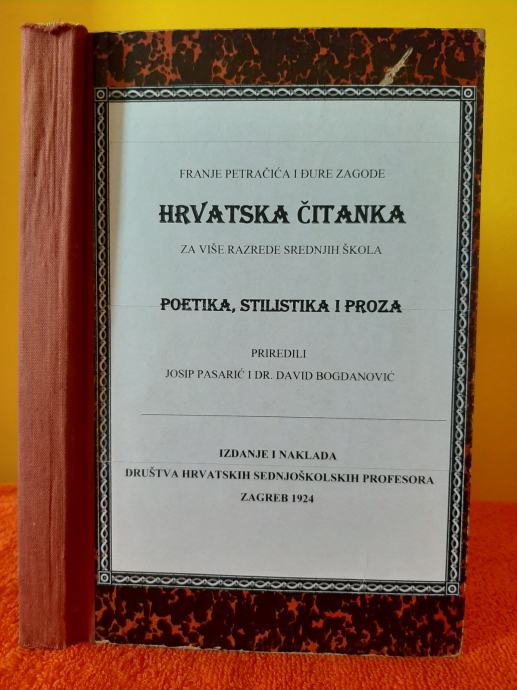 FRANJE PETRAČIĆA I ĐURE ZAGODE
HRVATSKA ČITANKA
ZA VIŠE RAZREDE SREDNJIH ŠKOLA
POETIKA, STILISTIKA I PROZA
PRIREDILI
JOSIP PASARIĆ I DR. DAVID BOGDANOVIĆ
IZDANJE I NAKLADA
DRUŠTVA HRVATSKIH SEDNJOŠKOLSKIH PROFESORA
ZAGREB 1924